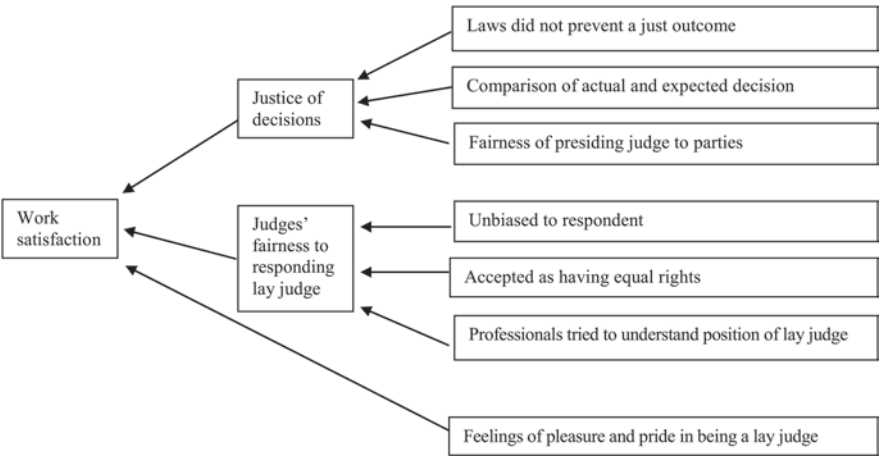 Laws did not prevent a just outcome
Justice of
decisions
Comparison of actual and expected decision
Fairness of presiding judge to parties
Work
satisfaction
Judges’
fairness to
responding
lay judge
Unbiased to respondent
Accepted as having equal rights
Professionals tried to understand position of lay judge
Feelings of pleasure and pride in being a lay judge